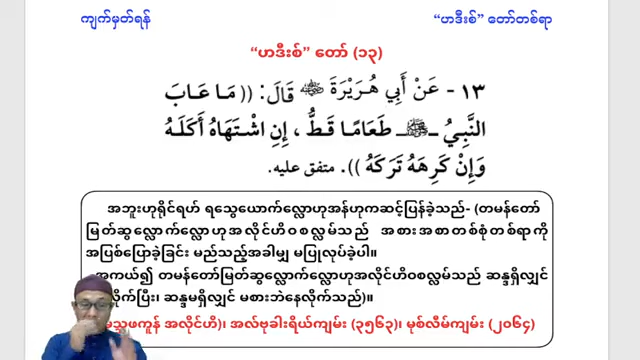 ကျက်မှတ်ရန်
“ဟဒီးစ်” တော်တစ်ရာ
“ဟဒီးစ်” တော် (၁၃)
١٣ - عَنْ أَبِي هُرَيْرَةَ ﷺ قَالَ: (( مَا عَابَ
النَّبِيُّ ـ ﷺ ـ طَعَامًا قَطُّ ، إِنِ اشْتَهَاهُ أَكَلَهُ
وَإِنْ كَرِهَهُ تَرَكَهُ )). متفق عليه.
အဘူးဟုရိုင်ရဟ် ရသွေယောက်လ္လောဟုအန်ဟုကဆင့်ပြန်ခဲ့သည်- (တမန်တော်
မြတ်ဆွလ္လောက်လ္လောဟုအလိုင်ဟိဝစလ္လမ်သည် အစားအစာတစ်စုံတစ်ရာကို
အပြစ်ပြောခဲ့ခြင်း မည်သည့်အခါမျှ မပြုလုပ်ခဲ့ပါ။
အကယ်၍ တမန်တော်မြတ်ဆွလ္လောက်လ္လောဟုအလိုင်ဟိဝစလ္လမ်သည် ဆန္ဒရှိလျှင်
လိုက်ပြီး၊ ဆန္ဒမရှိလျှင် မစားဘဲနေလိုက်သည်)။
အလိုင်ဟိ)၊ အလ်ဗုခါးရိယ်ကျမ်း (၃၅၆၃)၊ မုစ်လီမ်ကျမ်း (၂၀၆၄)